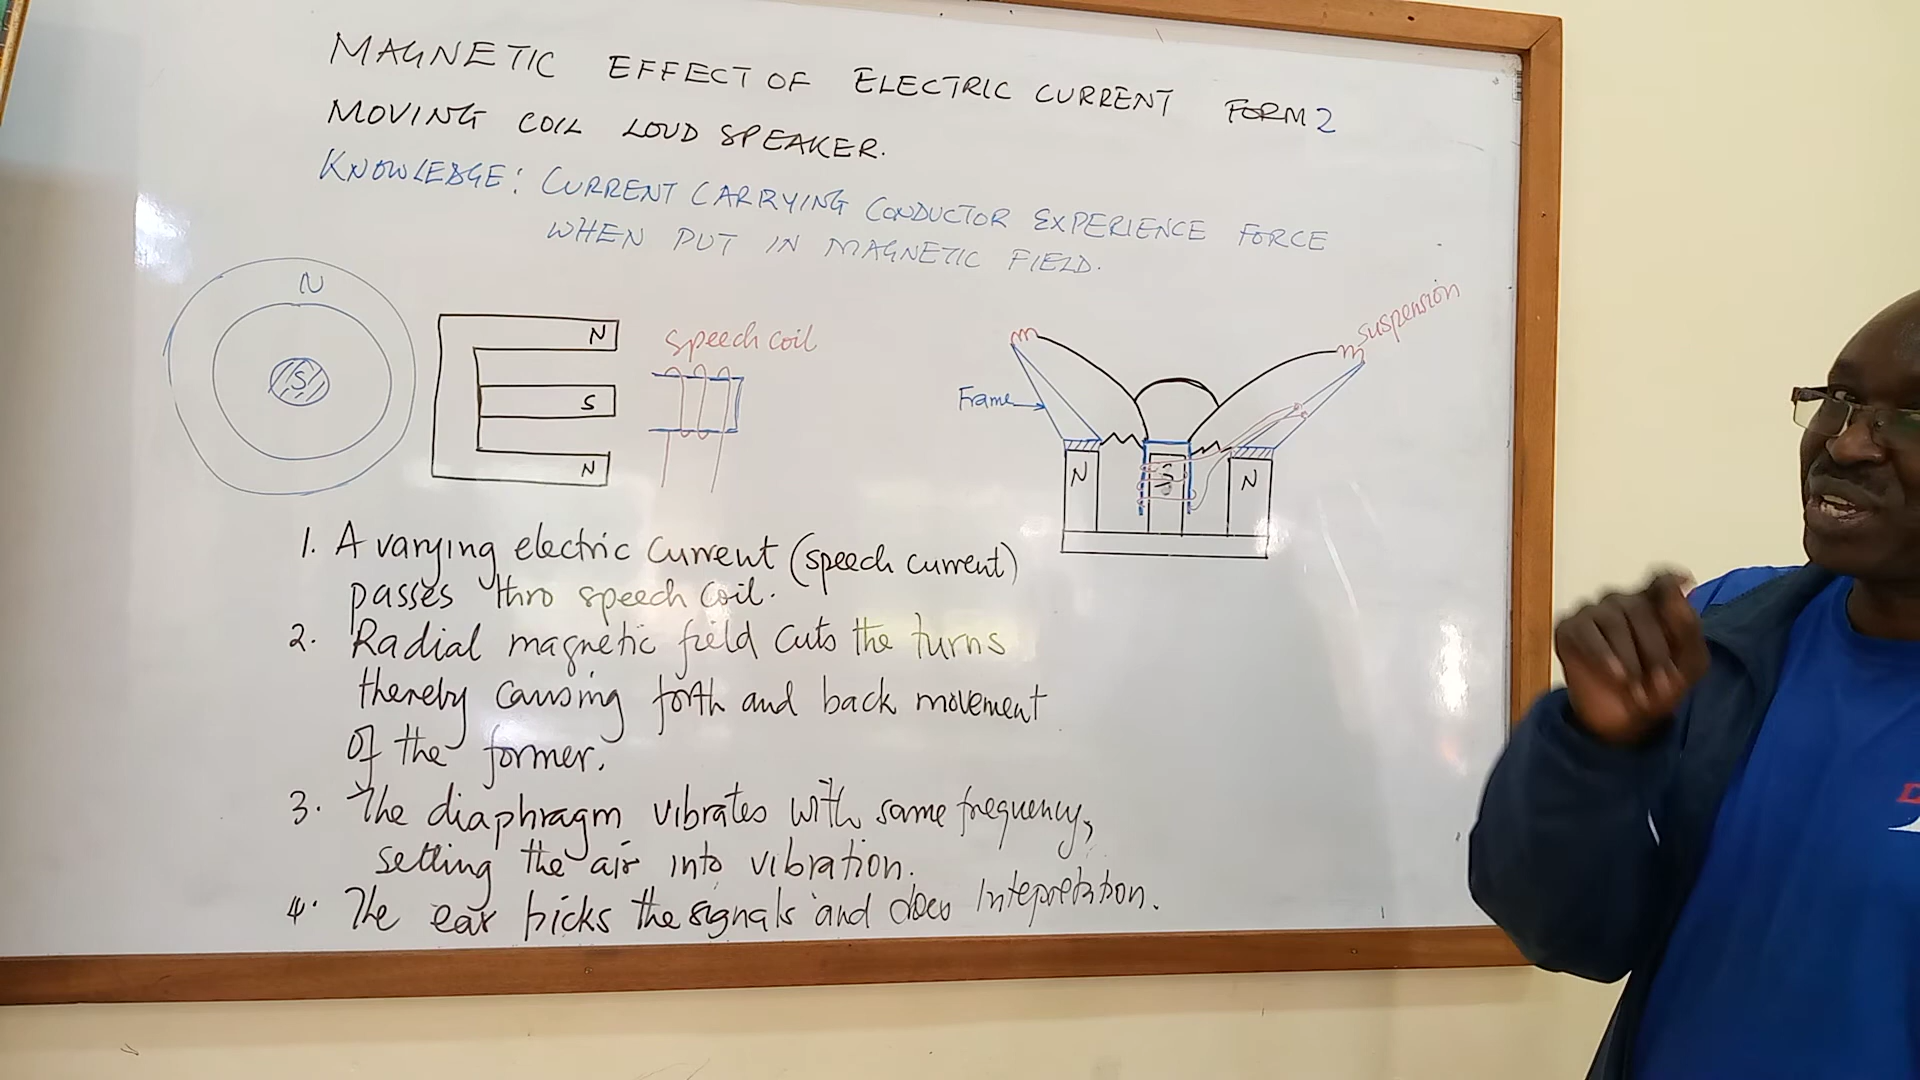 MAGNETIC EFFECT OF ELECTRIC CURRENT FORM 2
MOVING COIL LOUD SPEAKER.
KNOWLEDGE: CURRENT CARRYING CONDUCTOR EXPERIENCE FORCE
WHEN PUT IN MAGNETIC FIELD.
N
S
N
S
N
speech coil
suspension
Frame
N
S
N
1. A varying electric current (speech current)
passes thro speech coil.
2. Radial magnetic field cuts the turns
thereby causing forth and back movement
of the former.
3. The diaphragm vibrates with same frequency,
setting the air into vibration.
4. The ear picks the signals and does Intepretation.